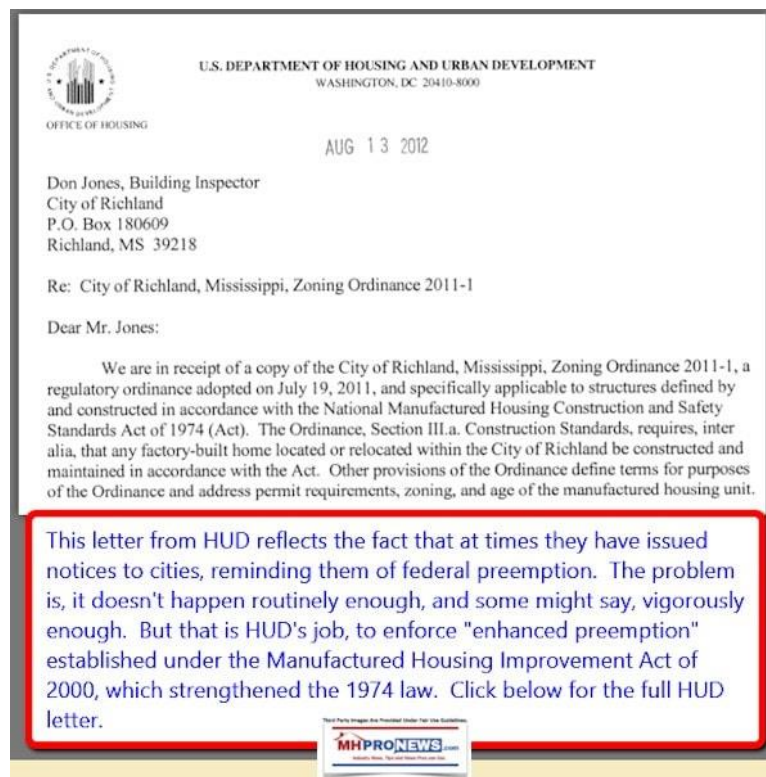 U.S. DEPARTMENT OF HOUSING AND URBAN DEVELOPMENT
WASHINGTON, DC 20410-8000
OFFICE OF HOUSING
AUG 13 2012
Don Jones, Building Inspector
City of Richland
P.O. Box 180609
Richland, MS 39218
Re: City of Richland, Mississippi, Zoning Ordinance 2011-1
Dear Mr. Jones:
We are in receipt of a copy of the City of Richland, Mississippi, Zoning Ordinance 2011-1, a
regulatory ordinance adopted on July 19, 2011, and specifically applicable to structures defined by
and constructed in accordance with the National Manufactured Housing Construction and Safety
Standards Act of 1974 (Act). The Ordinance, Section III.a. Construction Standards, requires, inter
alia, that any factory-built home located or relocated within the City of Richland be constructed and
maintained in accordance with the Act. Other provisions of the Ordinance define terms for purposes
of the Ordinance and address permit requirements, zoning, and age of the manufactured housing unit.
This letter from HUD reflects the fact that at times they have issued
notices to cities, reminding them of federal preemption. The problem
is, it doesn't happen routinely enough, and some might say, vigorously
enough. But that is HUD's job, to enforce "enhanced preemption"
established under the Manufactured Housing Improvement Act of
2000, which strengthened the 1974 law. Click below for the full HUD
letter.
Third Party Images Are Provided Under Fair Use Guidelines.
MHPRONEWS.com